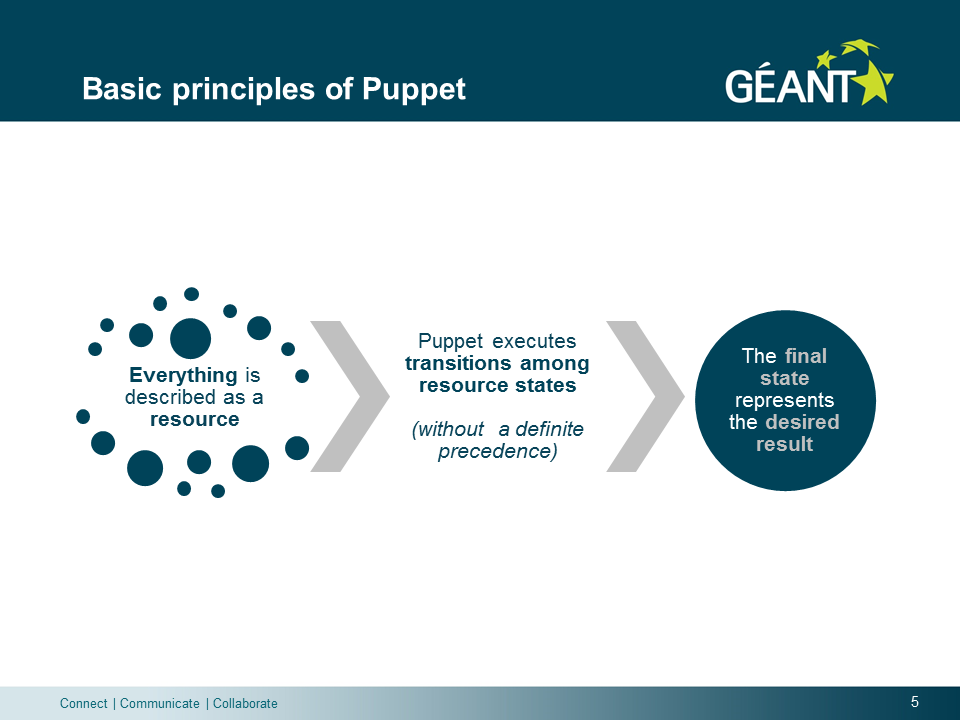 Basic principles of Puppet
GÉANT
Everything is
described as a
resource
Puppet executes
transitions among
resource states
(without a definite
precedence)
The final
state
represents
the desired
result
Connect | Communicate | Collaborate
5